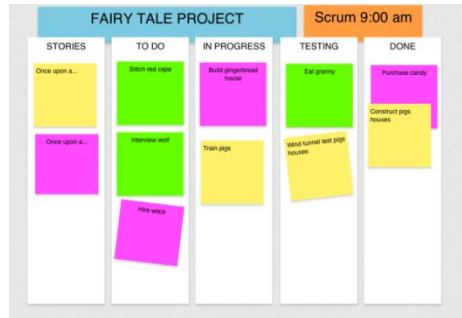 FAIRY TALE PROJECT
Scrum 9:00 am
STORIES
TO DO
IN PROGRESS
TESTING
DONE
Once upon a...
Once upon a...
Stitch red cape
Interview wolf
Hire witch
Build gingerbread
house
Train pigs
Eat granny
Wind tunnel test pigs
houses
Purchase candy
Construct pigs
houses